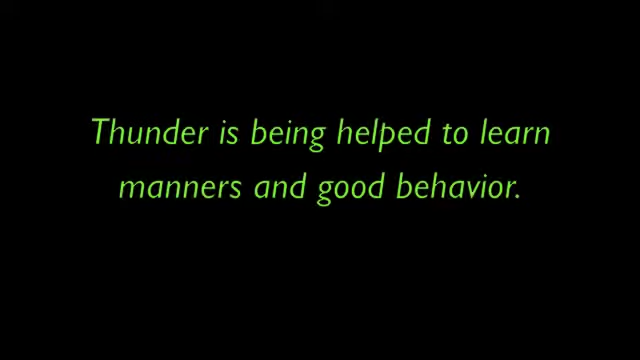 Thunder is being helped to learn
manners and good behavior.